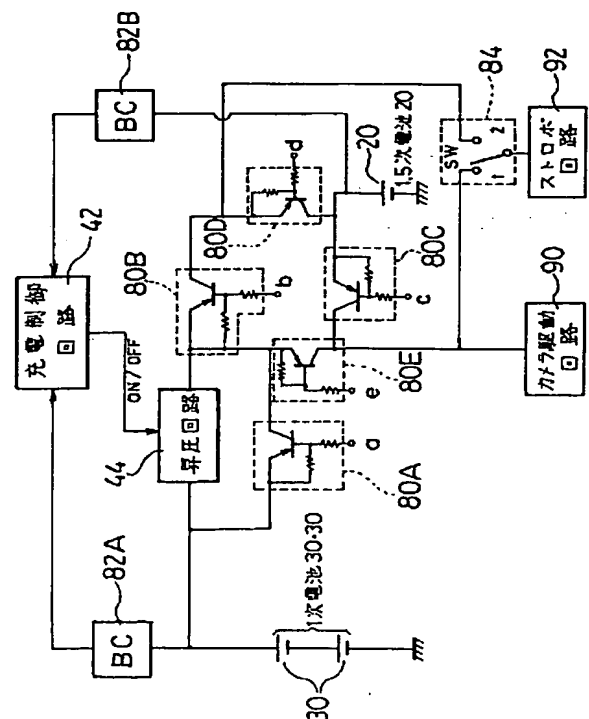 82B
BC
42
充電制御
回路
ON/OFF
82A
BC
44
昇圧回路
80B
b
80D
d
20
1.5次電池20
80C
c
80E
e
80A
a
1次電池30・30
30
84
SW
1
2
92
ストロボ
回路
90
カメラ駆動
回路